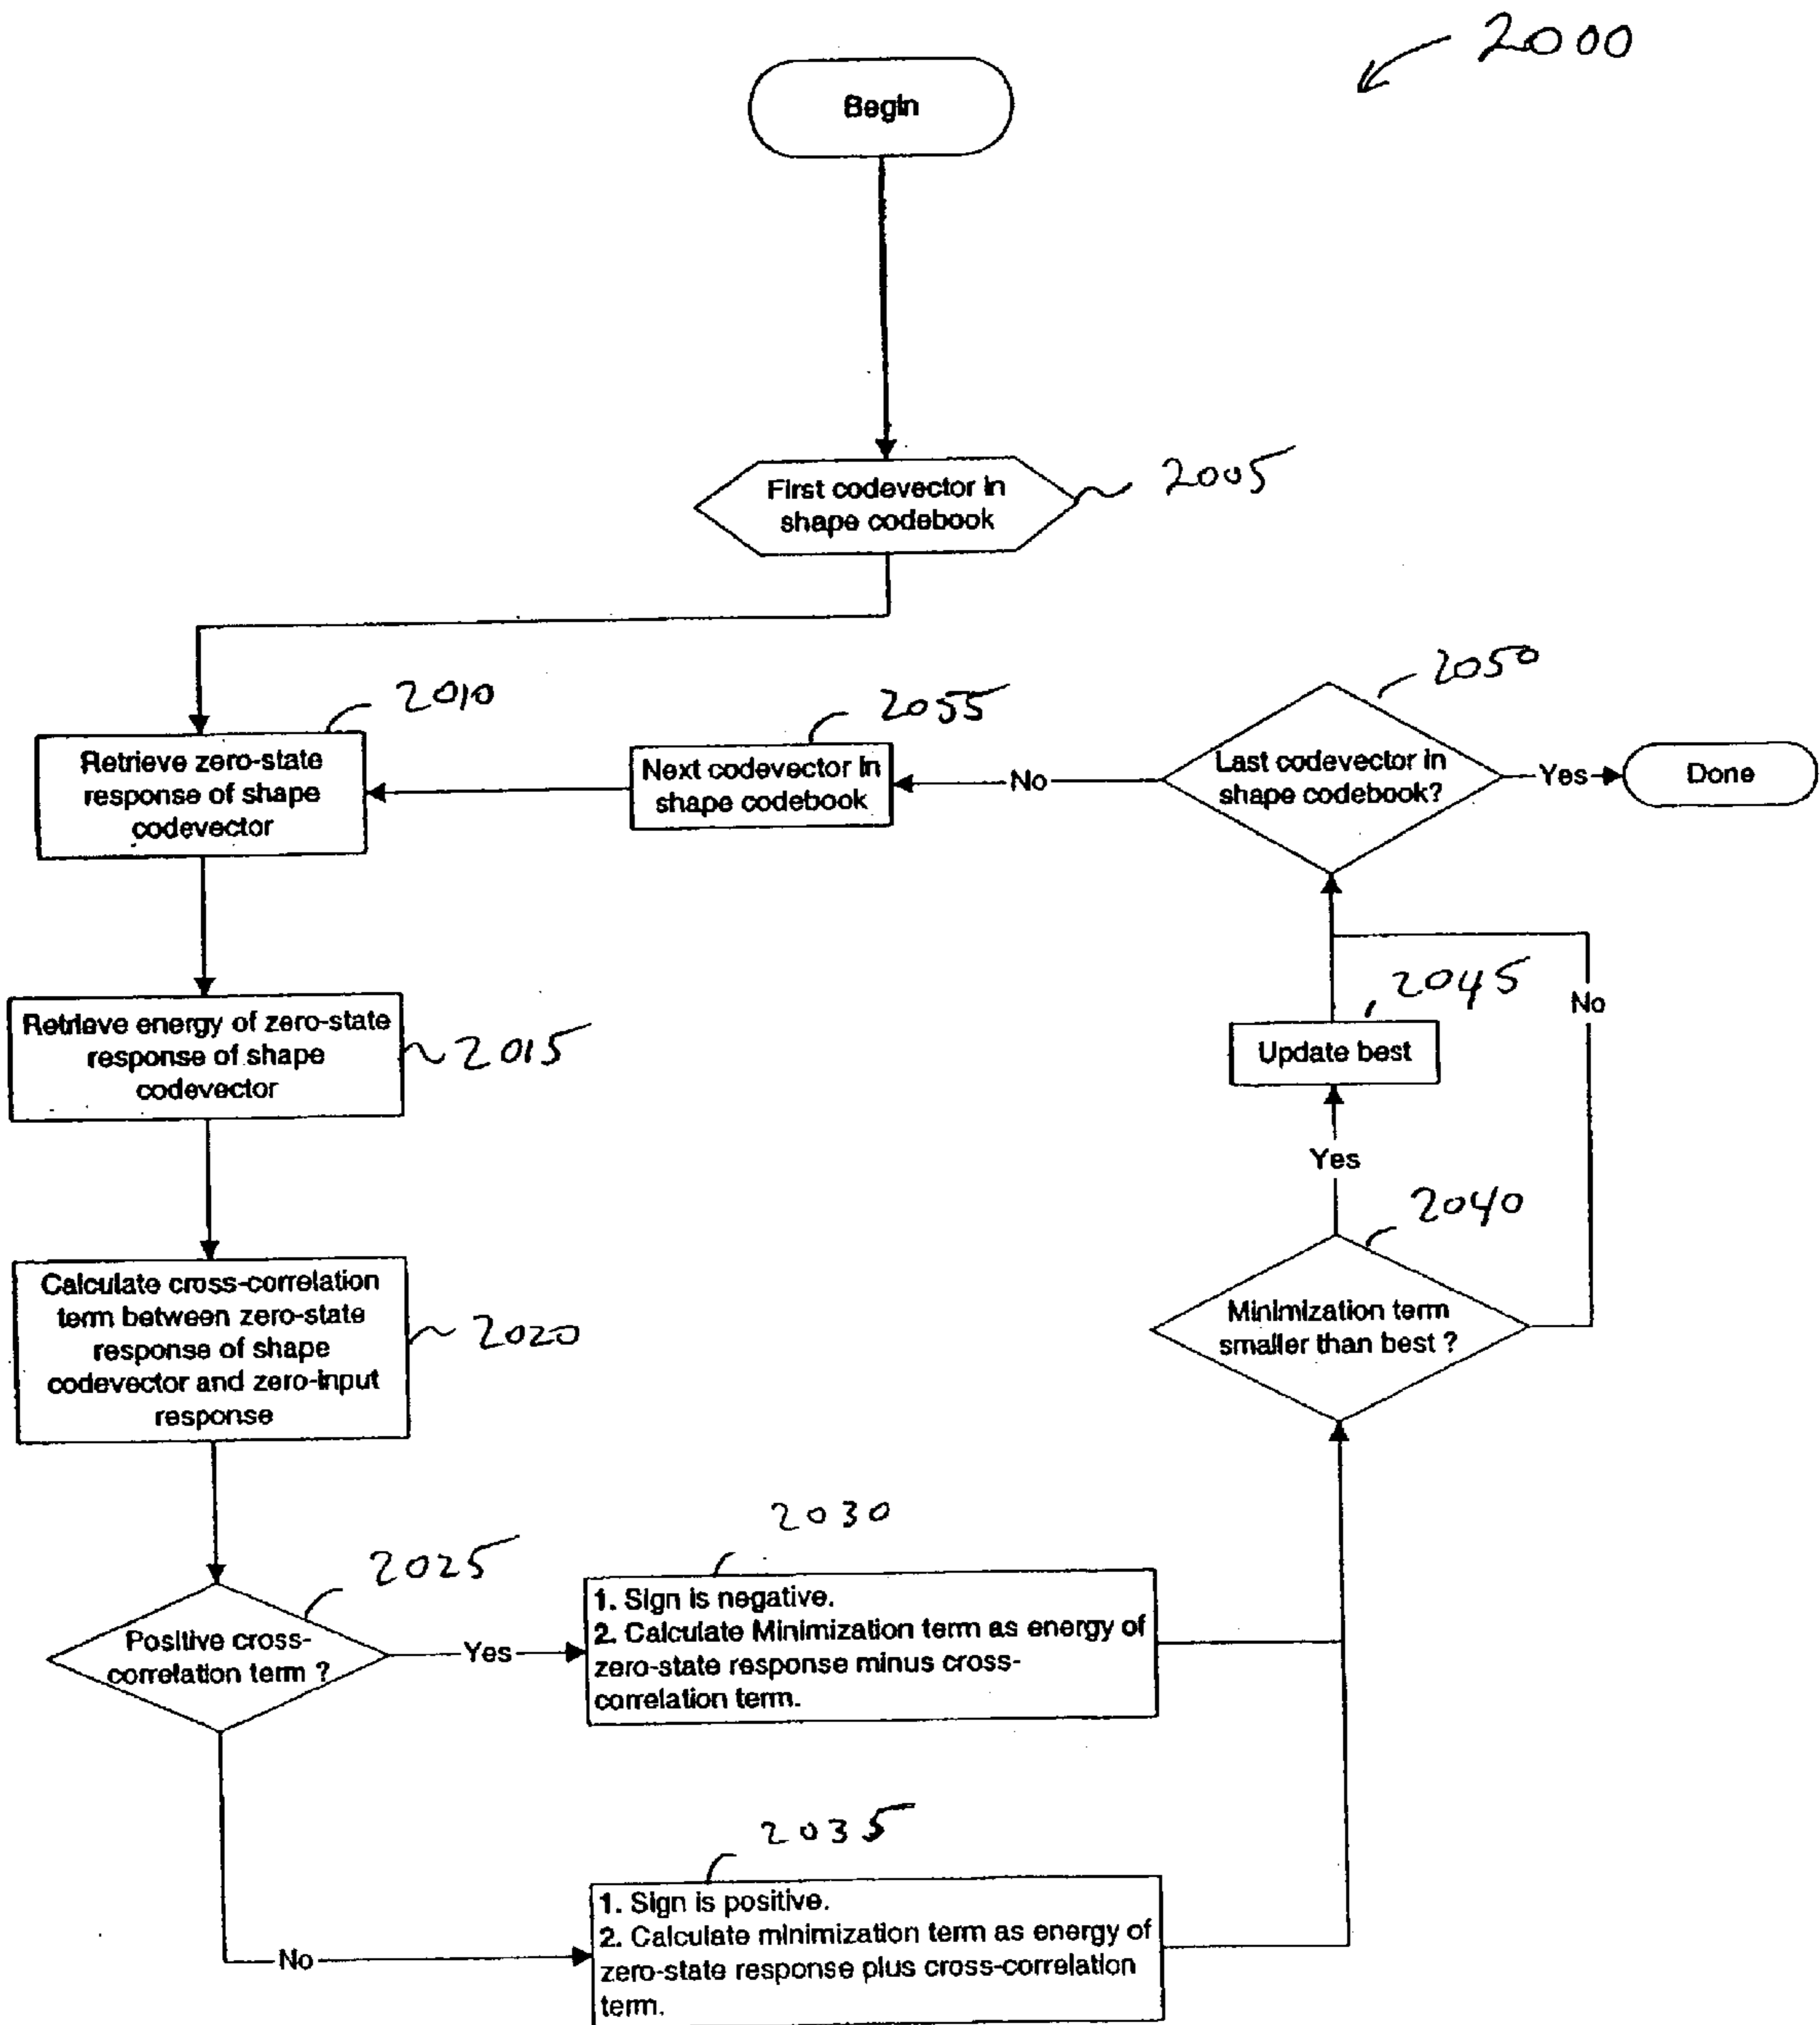 2000
Begin
First codevector in
shape codebook
2005
2010
Retrieve zero-state
response of shape
codevector
2055
Next codevector in
shape codebook
No
2050
Last codevector in
shape codebook?
Yes
Done
Retrieve energy of zero-state
response of shape
codevector
2015
2045
Update best
No
Yes
2040
Minimization term
smaller than best ?
Calculate cross-correlation
term between zero-state
response of shape
codevector and zero-input
response
2020
2025
Positive cross-
correlation term ?
Yes
2030
1. Sign is negative.
2. Calculate Minimization term as energy of
zero-state response minus cross-
correlation term.
No
2035
1. Sign is positive.
2. Calculate minimization term as energy of
zero-state response plus cross-correlation
term.